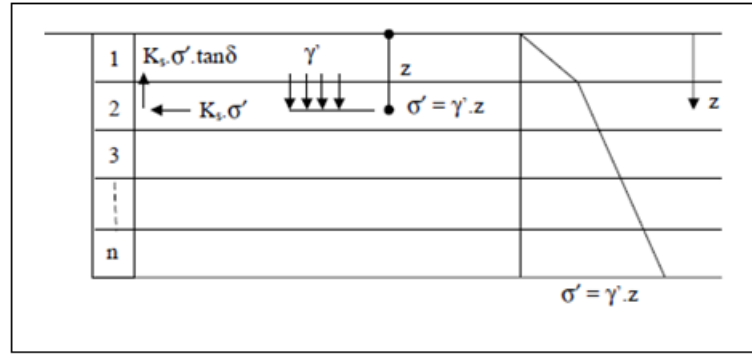 1 Kₛ.σ′.tanδ γ’
z
2 Kₛ.σ′ σ′ = γ’.z z
3
n
σ′ = γ’.z